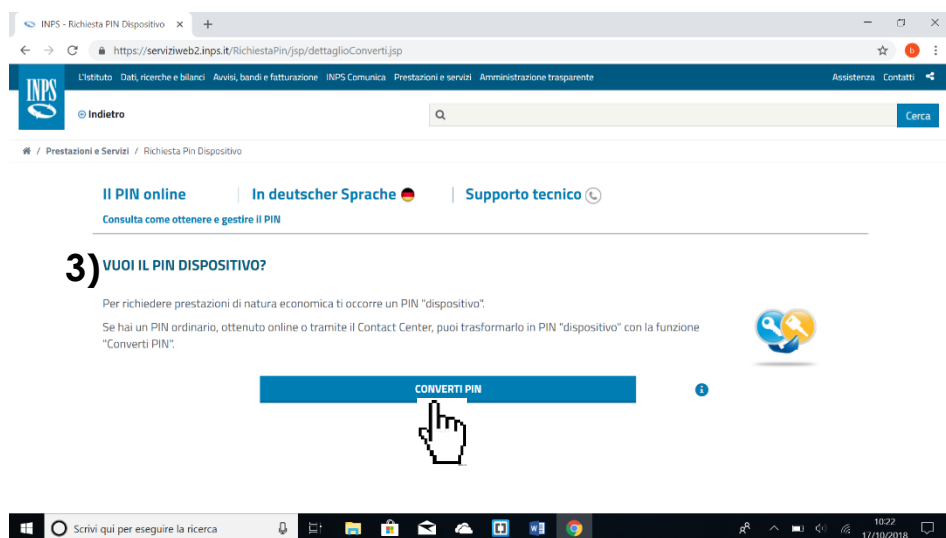 INPS - Richiesta PIN Dispositivo
https://serviziweb2.inps.it/RichiestaPin/jsp/dettaglioConverti.jsp
b
INPS
L'Istituto Dati, ricerche e bilanci Avvisi, bandi e fatturazione INPS Comunica Prestazioni e servizi Amministrazione trasparente Assistenza Contatti
Indietro
Cerca
/ Prestazioni e Servizi / Richiesta Pin Dispositivo
Il PIN online | In deutscher Sprache | Supporto tecnico
Consulta come ottenere e gestire il PIN
3) VUOI IL PIN DISPOSITIVO?
Per richiedere prestazioni di natura economica ti occorre un PIN "dispositivo".
Se hai un PIN ordinario, ottenuto online o tramite il Contact Center, puoi trasformarlo in PIN "dispositivo" con la funzione
"Converti PIN".
CONVERTI PIN
Scrivi qui per eseguire la ricerca
10:22
17/10/2018